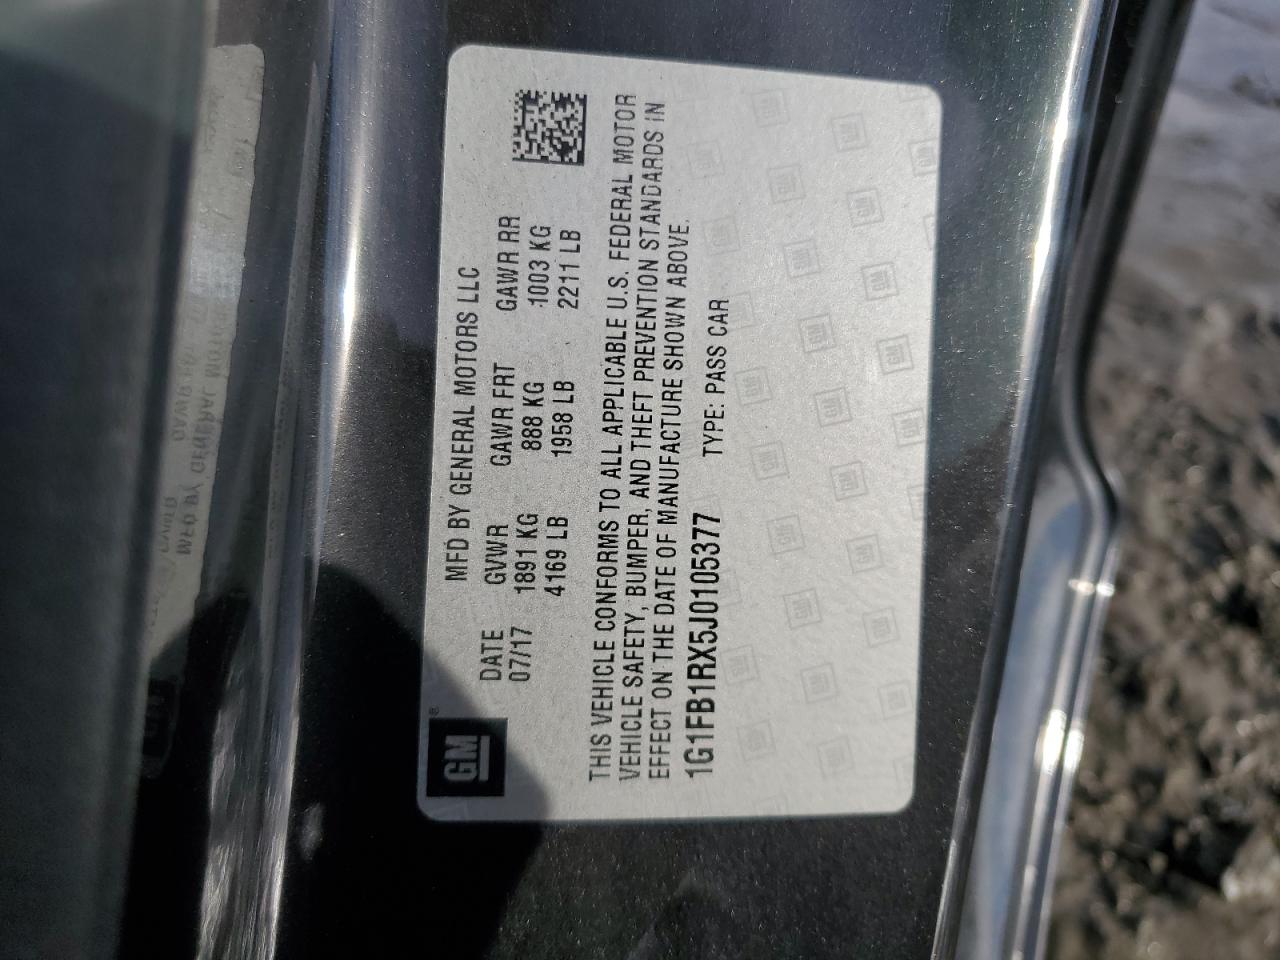 GM
®
MFD BY GENERAL MOTORS LLC
DATE GVWR GAWR FRT GAWR RR
07/17 1891 KG 888 KG 1003 KG
4169 LB 1958 LB 2211 LB
THIS VEHICLE CONFORMS TO ALL APPLICABLE U.S. FEDERAL MOTOR
VEHICLE SAFETY, BUMPER, AND THEFT PREVENTION STANDARDS IN
EFFECT ON THE DATE OF MANUFACTURE SHOWN ABOVE.
1G1FB1RX5J0105377 TYPE: PASS CAR